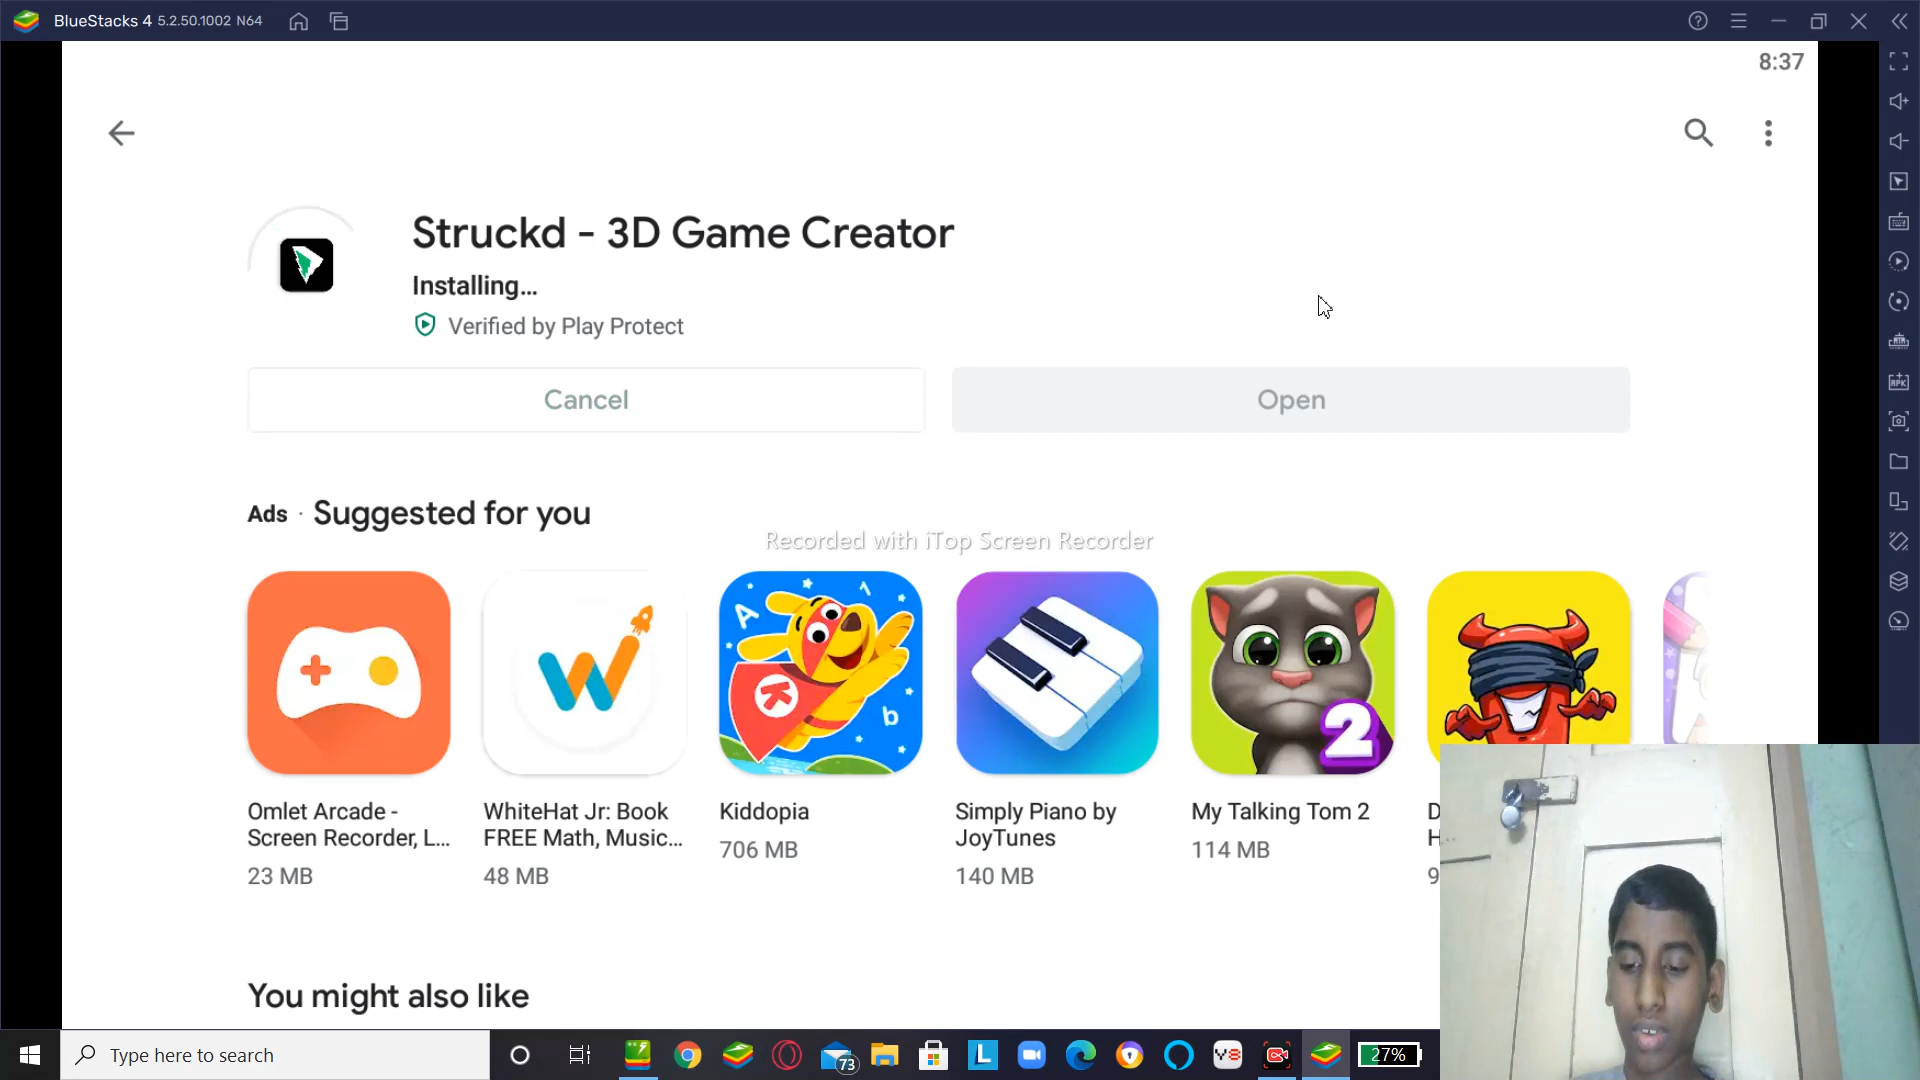 BlueStacks 4 5.2.50.1002 N64
8:37
Struckd - 3D Game Creator
Installing...
Verified by Play Protect
Cancel
Open
Ads · Suggested for you
Recorded with iTop Screen Recorder
A
1
K
b
2
Omlet Arcade -
Screen Recorder, L...
23 MB
WhiteHat Jr: Book
FREE Math, Music...
48 MB
Kiddopia
706 MB
Simply Piano by
JoyTunes
140 MB
My Talking Tom 2
114 MB
D
H
9
You might also like
Type here to search
73
L
27%